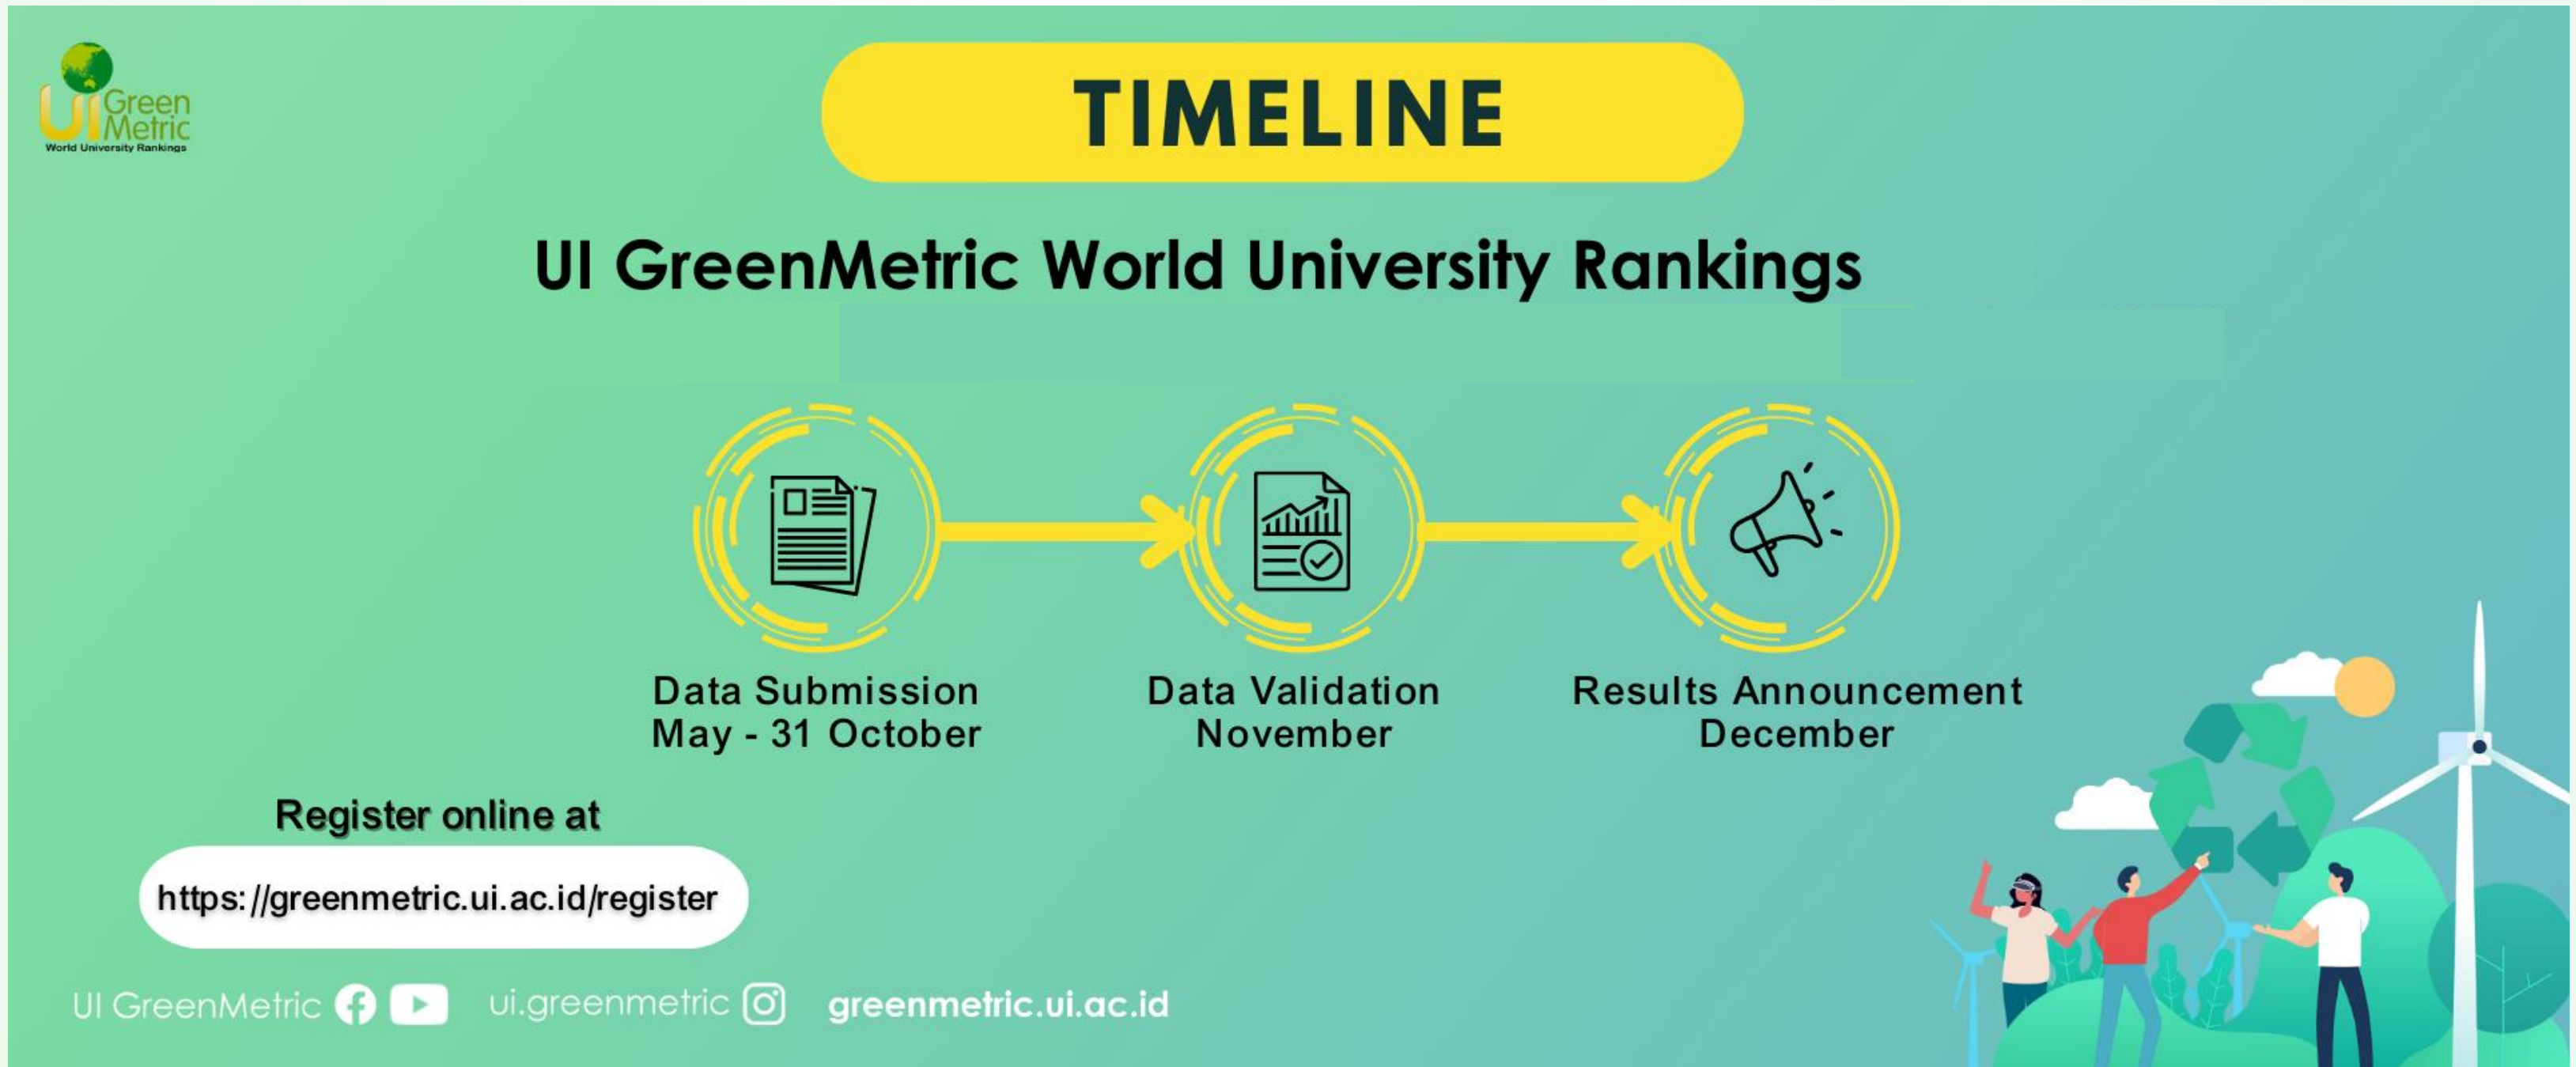 UI Green
Metric
World University Rankings
TIMELINE
UI GreenMetric World University Rankings
Data Submission
May - 31 October
Data Validation
November
Results Announcement
December
Register online at
https://greenmetric.ui.ac.id/register
UI GreenMetric
ui.greenmetric
greenmetric.ui.ac.id